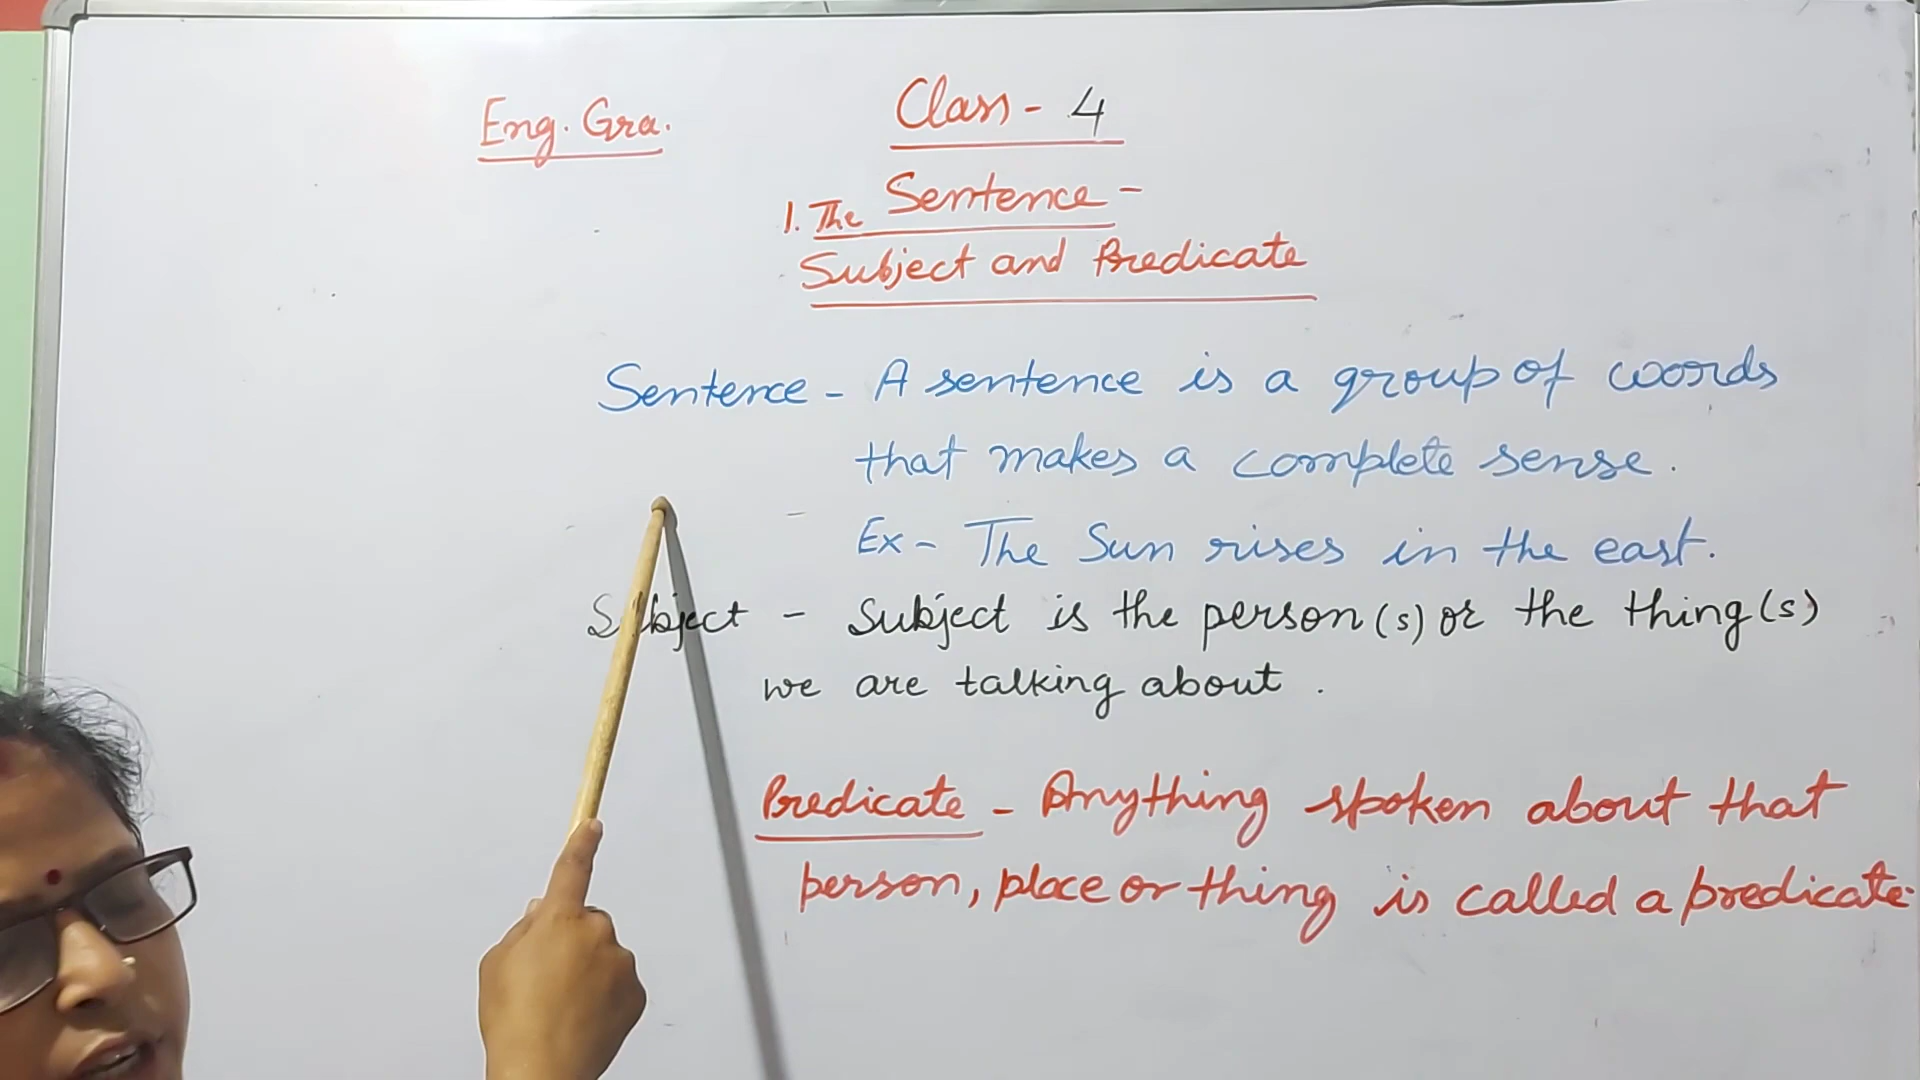 Eng. Gra.
Class - 4
1. The Sentence -
Subject and Predicate
Sentence - A sentence is a group of words
that makes a complete sense.
Ex - The Sun rises in the east.
Subject - Subject is the person(s) or the thing(s)
we are talking about.
Predicate - Anything spoken about that
person, place or thing is called a predicate.